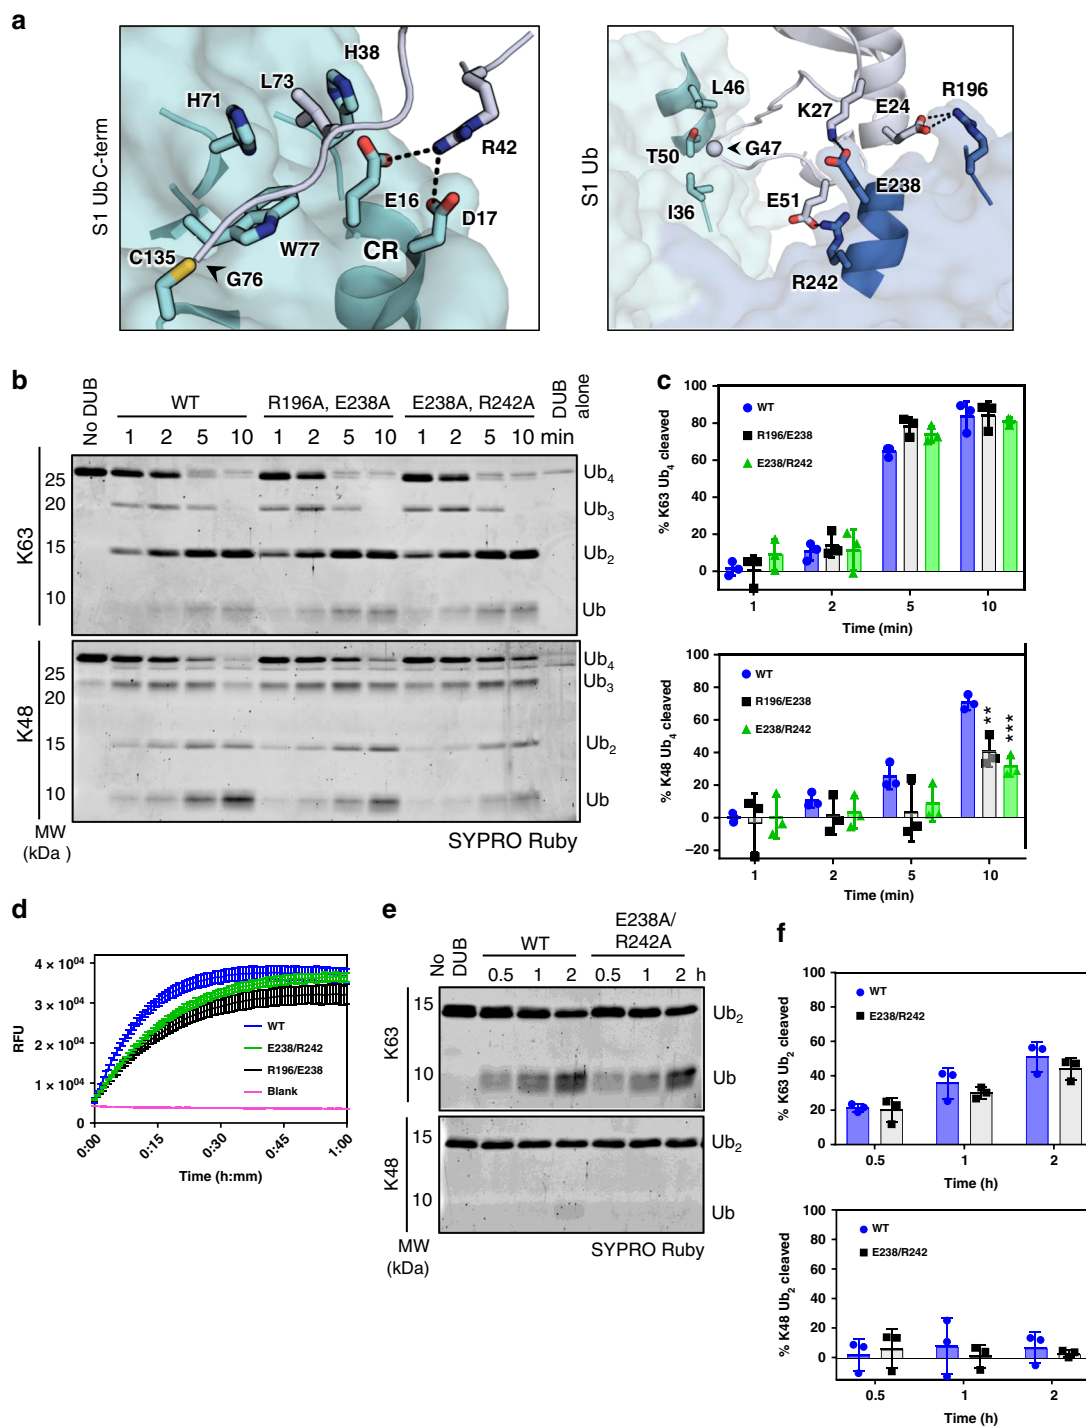 a
S1 Ub C-term
H38
L73
H71
R42
E16
D17
CR
W77
C135
G76
S1 Ub
L46
K27
E24
R196
T50
G47
E238
E51
I36
R242
b
No DUB
WT
R196A, E238A
E238A, R242A
DUB alone
1 2 5 10 1 2 5 10 1 2 5 10 min
K63
25
20
15
10
Ub4
Ub3
Ub2
Ub
K48
25
20
15
10
Ub4
Ub3
Ub2
Ub
MW
(kDa )
SYPRO Ruby
c
% K63 Ub4 cleaved
100
80
60
40
20
0
WT
R196/E238
E238/R242
1 2 5 10
Time (min)
% K48 Ub4 cleaved
100
80
60
40
20
0
−20
WT
R196/E238
E238/R242
**
***
1 2 5 10
Time (min)
d
RFU
4 × 10^04
3 × 10^04
2 × 10^04
1 × 10^04
0
WT
E238/R242
R196/E238
Blank
0:00 0:15 0:30 0:45 1:00
Time (h:mm)
e
No
DUB
WT
E238A/
R242A
0.5 1 2 0.5 1 2 h
K63
15
10
Ub2
Ub
K48
15
10
Ub2
Ub
MW
(kDa)
SYPRO Ruby
f
% K63 Ub2 cleaved
100
80
60
40
20
0
WT
E238/R242
0.5 1 2
Time (h)
% K48 Ub2 cleaved
100
80
60
40
20
0
WT
E238/R242
0.5 1 2
Time (h)